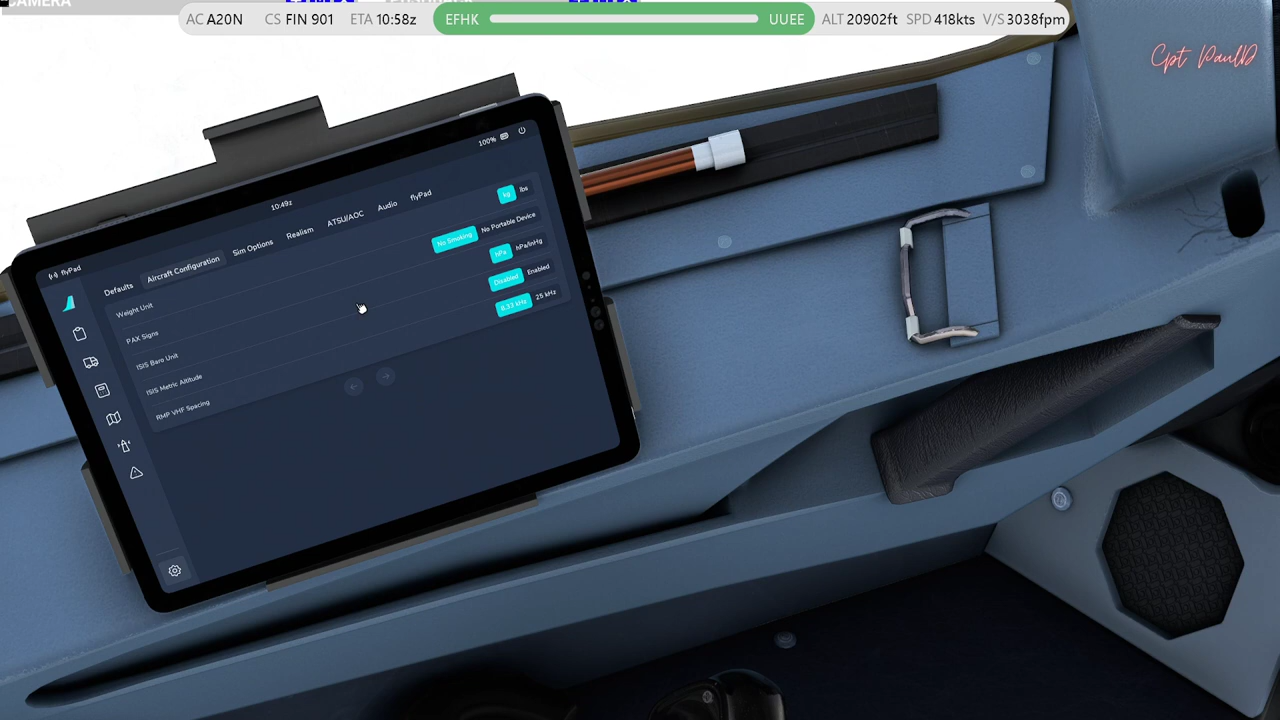 CAMERA
AC A20N CS FIN 901 ETA 10:58z EFHK UUEE ALT 20902ft SPD 418kts V/S 3038fpm
Cpt PaulD
flyPad 10:49z 100%
Defaults Aircraft Configuration Sim Options Realism ATSU/AOC Audio flyPad
Weight Unit kg lbs
PAX Signs No Smoking No Portable Device
ISIS Baro Unit hPa hPa/inHg
ISIS Metric Altitude Disabled Enabled
RMP VHF Spacing 8.33 kHz 25 kHz